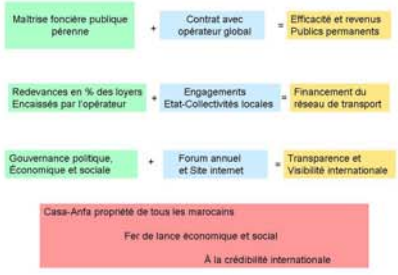 Maîtrise foncière publique
pérenne
+
Contrat avec
opérateur global
=
Efficacité et revenus
Publics permanents
Redevances en % des loyers
Encaissés par l'opérateur
+
Engagements
Etat-Collectivités locales
=
Financement du
réseau de transport
Gouvernance politique,
Économique et sociale
+
Forum annuel
et Site internet
=
Transparence et
Visibilité internationale
Casa-Anfa propriété de tous les marocains
Fer de lance économique et social
À la crédibilité internationale